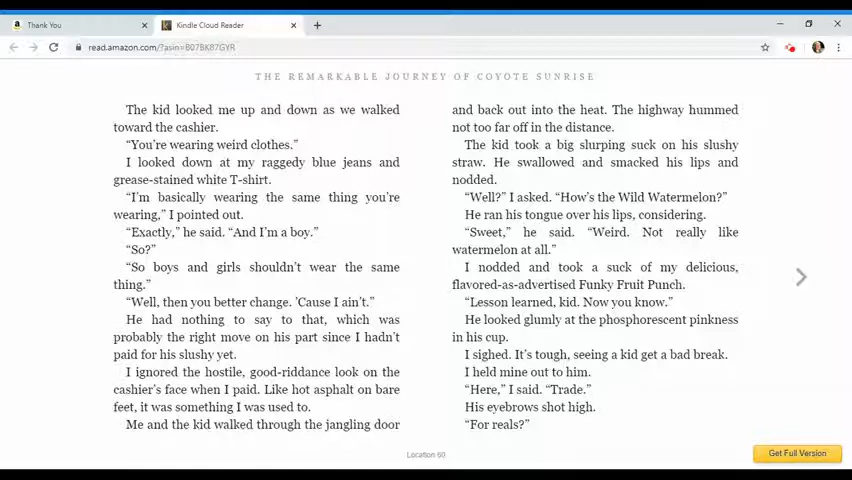 Thank You
Kindle Cloud Reader
read.amazon.com/?asin=B07BK87GYR
THE REMARKABLE JOURNEY OF COYOTE SUNRISE
The kid looked me up and down as we walked
toward the cashier.
“You’re wearing weird clothes.”
I looked down at my raggedy blue jeans and
grease-stained white T-shirt.
“I’m basically wearing the same thing you’re
wearing,” I pointed out.
“Exactly,” he said. “And I’m a boy.”
“So?”
“So boys and girls shouldn’t wear the same
thing.”
“Well, then you better change. ’Cause I ain’t.”
He had nothing to say to that, which was
probably the right move on his part since I hadn’t
paid for his slushy yet.
I ignored the hostile, good-riddance look on the
cashier’s face when I paid. Like hot asphalt on bare
feet, it was something I was used to.
Me and the kid walked through the jangling door
and back out into the heat. The highway hummed
not too far off in the distance.
The kid took a big slurping suck on his slushy
straw. He swallowed and smacked his lips and
nodded.
“Well?” I asked. “How’s the Wild Watermelon?”
He ran his tongue over his lips, considering.
“Sweet,” he said. “Weird. Not really like
watermelon at all.”
I nodded and took a suck of my delicious,
flavored-as-advertised Funky Fruit Punch.
“Lesson learned, kid. Now you know.”
He looked glumly at the phosphorescent pinkness
in his cup.
I sighed. It’s tough, seeing a kid get a bad break.
I held mine out to him.
“Here,” I said. “Trade.”
His eyebrows shot high.
“For reals?”
Location 60
Get Full Version